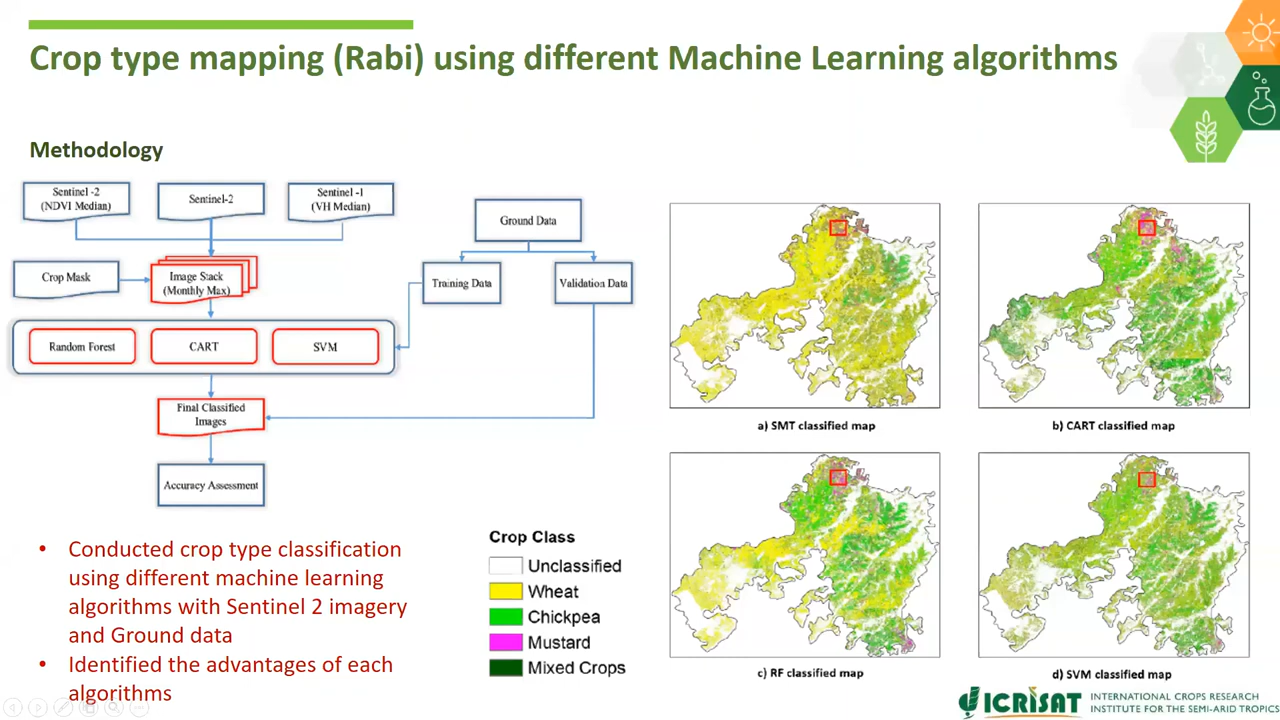 Crop type mapping (Rabi) using different Machine Learning algorithms
Methodology
Sentinel -2
(NDVI Median)
Sentinel-2
Sentinel -1
(VH Median)
Ground Data
Crop Mask
Image Stack
(Monthly Max)
Training Data
Validation Data
Random Forest
CART
SVM
Final Classified
Images
Accuracy Assessment
• Conducted crop type classification
using different machine learning
algorithms with Sentinel 2 imagery
and Ground data
• Identified the advantages of each
algorithms
Crop Class
Unclassified
Wheat
Chickpea
Mustard
Mixed Crops
a) SMT classified map
b) CART classified map
c) RF classified map
d) SVM classified map
ICRISAT
INTERNATIONAL CROPS RESEARCH
INSTITUTE FOR THE SEMI-ARID TROPICS